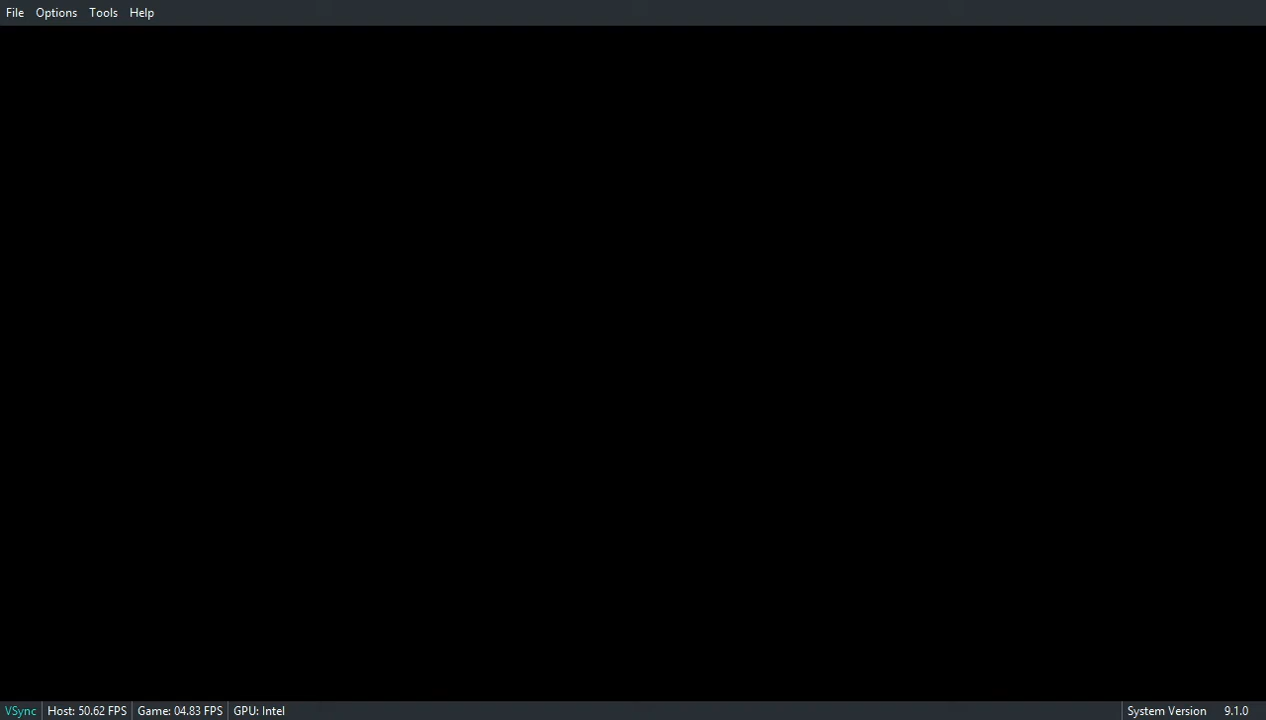 File Options Tools Help
VSync Host: 50.62 FPS Game: 04.83 FPS GPU: Intel System Version 9.1.0